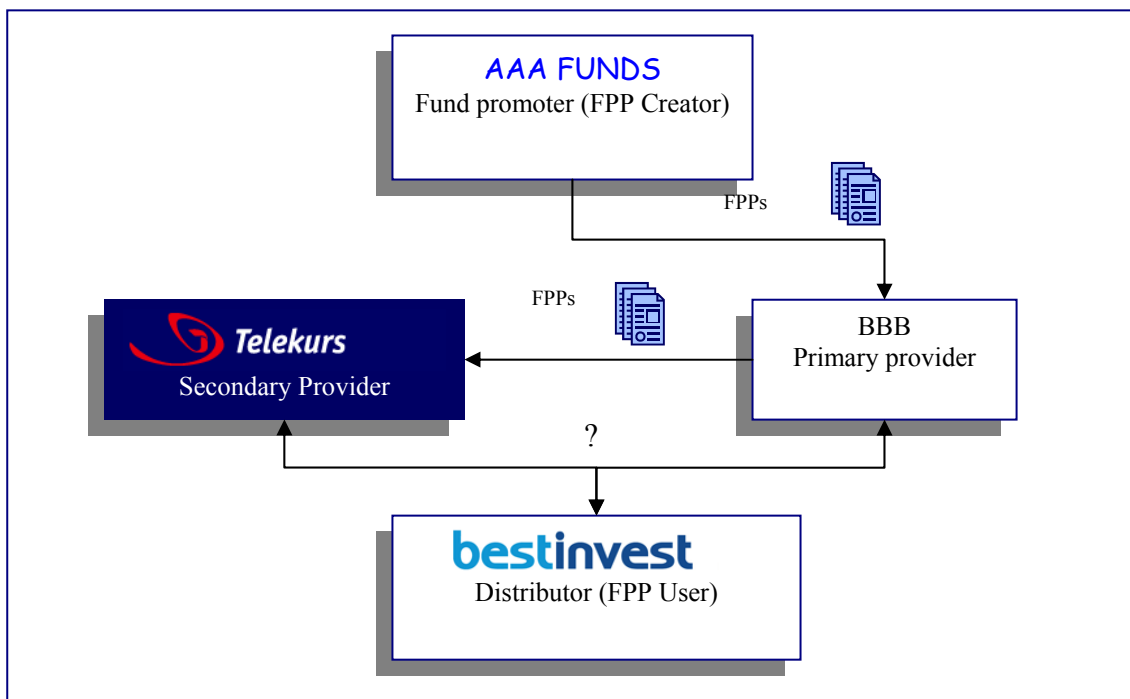 AAA FUNDS
Fund promoter (FPP Creator)
FPPs
FPPs
BBB
Primary provider
Telekurs
Secondary Provider
?
bestinvest
Distributor (FPP User)